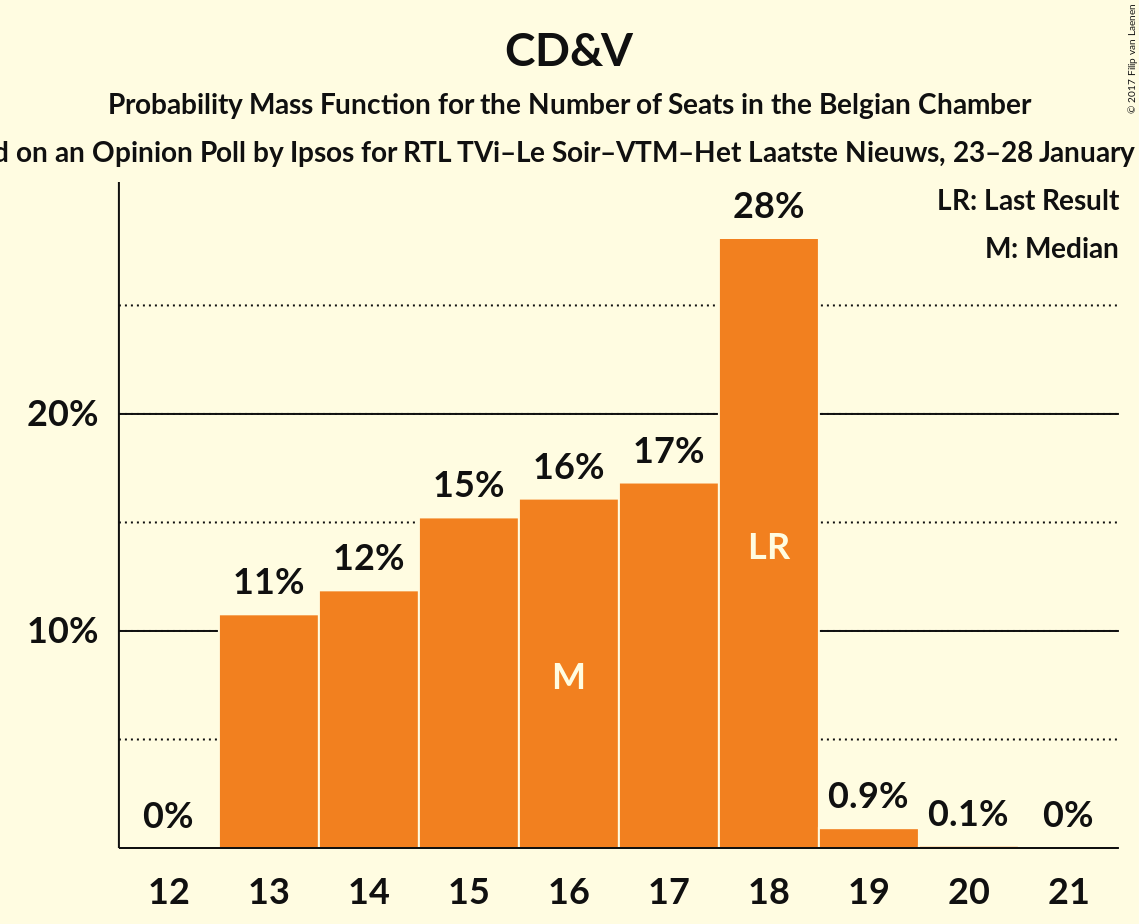 CD&V
Probability Mass Function for the Number of Seats in the Belgian Chamber
on an Opinion Poll by Ipsos for RTL TVi–Le Soir–VTM–Het Laatste Nieuws, 23–28 January
© 2017 Filip van Laenen
LR: Last Result
M: Median
28%
20%
17%
16%
15%
12%
11%
10%
LR
M
0%
0.9%
0.1%
0%
12 13 14 15 16 17 18 19 20 21